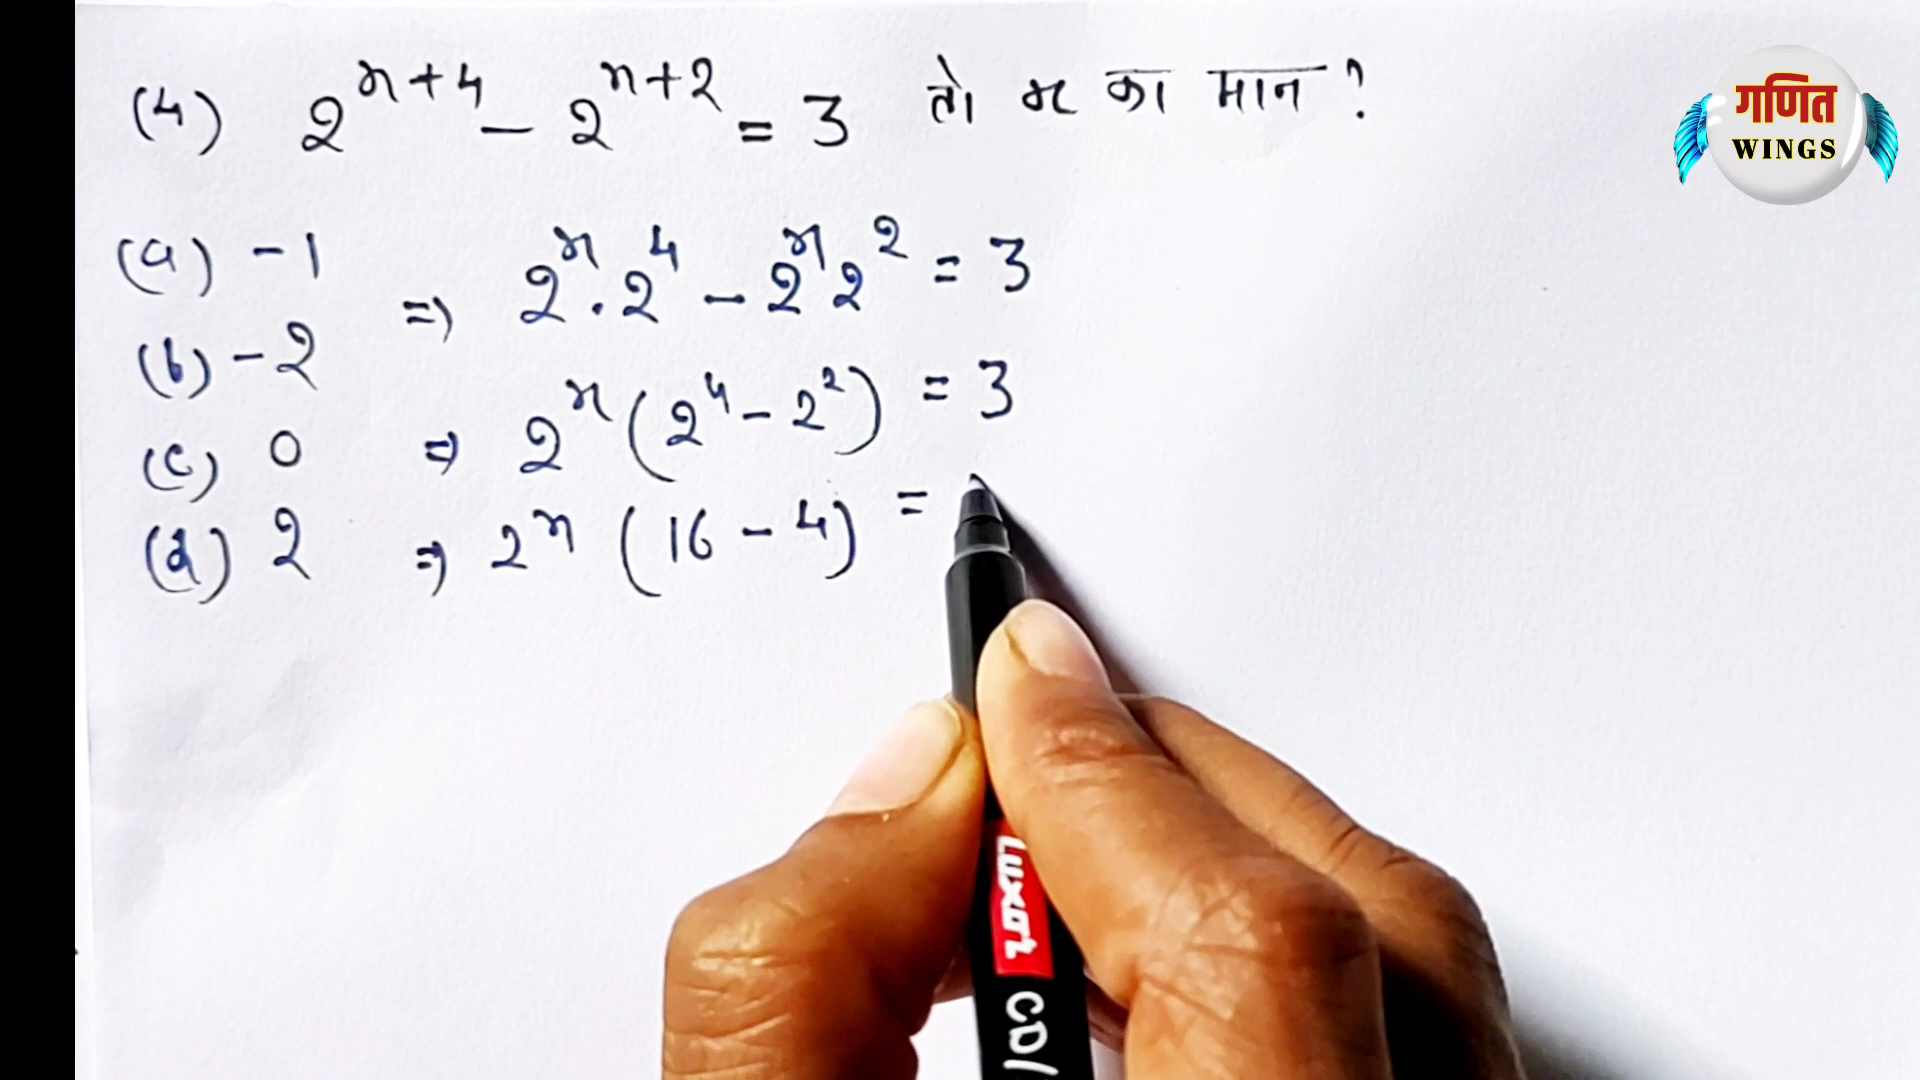 (4) 2^{x+4} - 2^{x+2} = 3 तो x का मान ?
(a) -1
(b) -2
(c) 0
(d) 2
⇒ 2^x . 2^4 - 2^x 2^2 = 3
⇒ 2^x (2^4 - 2^2) = 3
⇒ 2^x (16 - 4) =
गणित
WINGS
Luxor
CD/